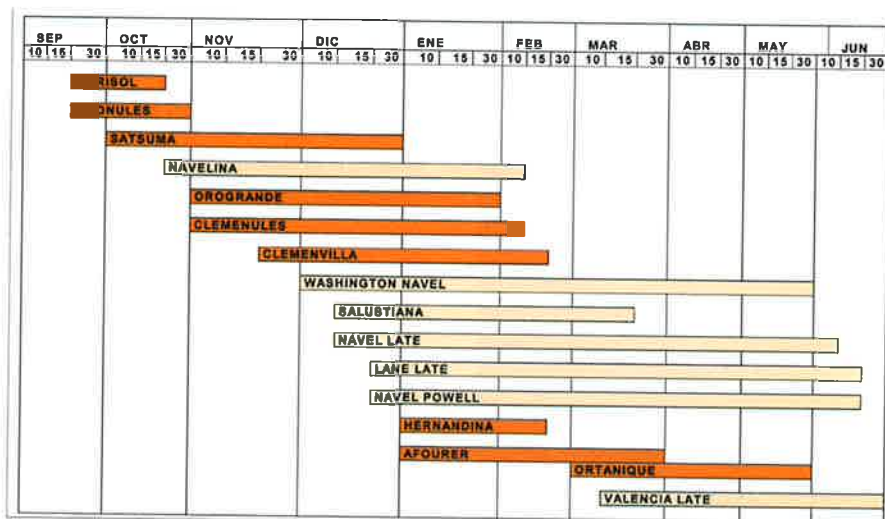 SEP OCT NOV DIC ENE FEB MAR ABR MAY JUN
10 15 30 10 15 30 10 15 30 10 15 30 10 15 30 10 15 30 10 15 30 10 15 30 10 15 30 10 15 30
RISOL
ONULES
SATSUMA
NAVELINA
OROGRANDE
CLEMENULES
CLEMENVILLA
WASHINGTON NAVEL
SALUSTIANA
NAVEL LATE
LANE LATE
NAVEL POWELL
HERNANDINA
AFOURER
ORTANIQUE
VALENCIA LATE